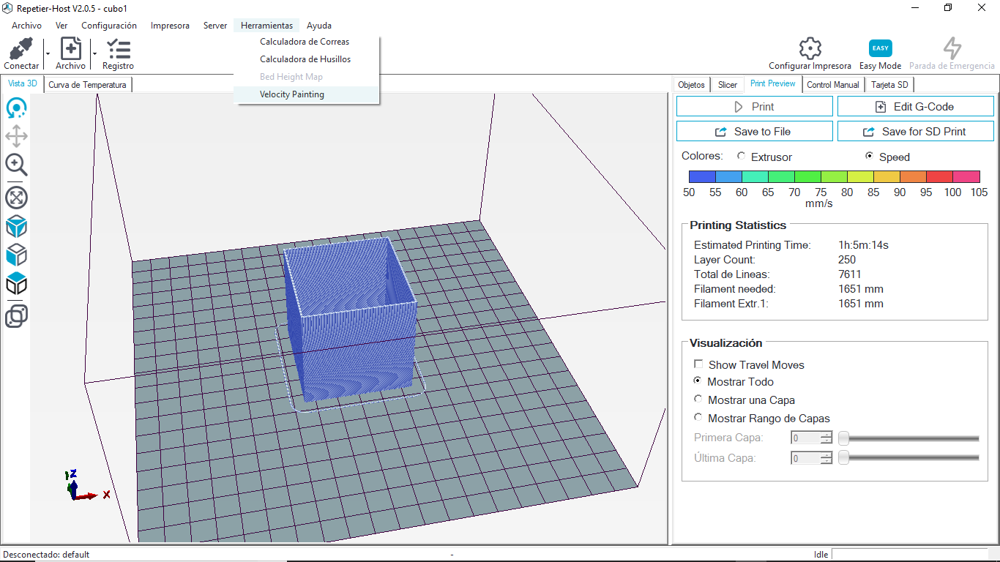 Repetier-Host V2.0.5 - cubo1
Archivo Ver Configuración Impresora Server Herramientas Ayuda
Calculadora de Correas
Calculadora de Husillos
Bed Height Map
Velocity Painting
Conectar Archivo Registro
EASY
Configurar Impresora Easy Mode Parada de Emergencia
Vista 3D Curva de Temperatura
Objetos Slicer Print Preview Control Manual Tarjeta SD
Print Edit G-Code
Save to File Save for SD Print
Colores: Extrusor Speed
50 55 60 65 70 75 80 85 90 95 100 105
mm/s
Printing Statistics
Estimated Printing Time: 1h:5m:14s
Layer Count: 250
Total de Lineas: 7611
Filament needed: 1651 mm
Filament Extr.1: 1651 mm
Visualización
Show Travel Moves
Mostrar Todo
Mostrar una Capa
Mostrar Rango de Capas
Primera Capa: 0
Última Capa: 0
Y Z
X
Desconectado: default - Idle